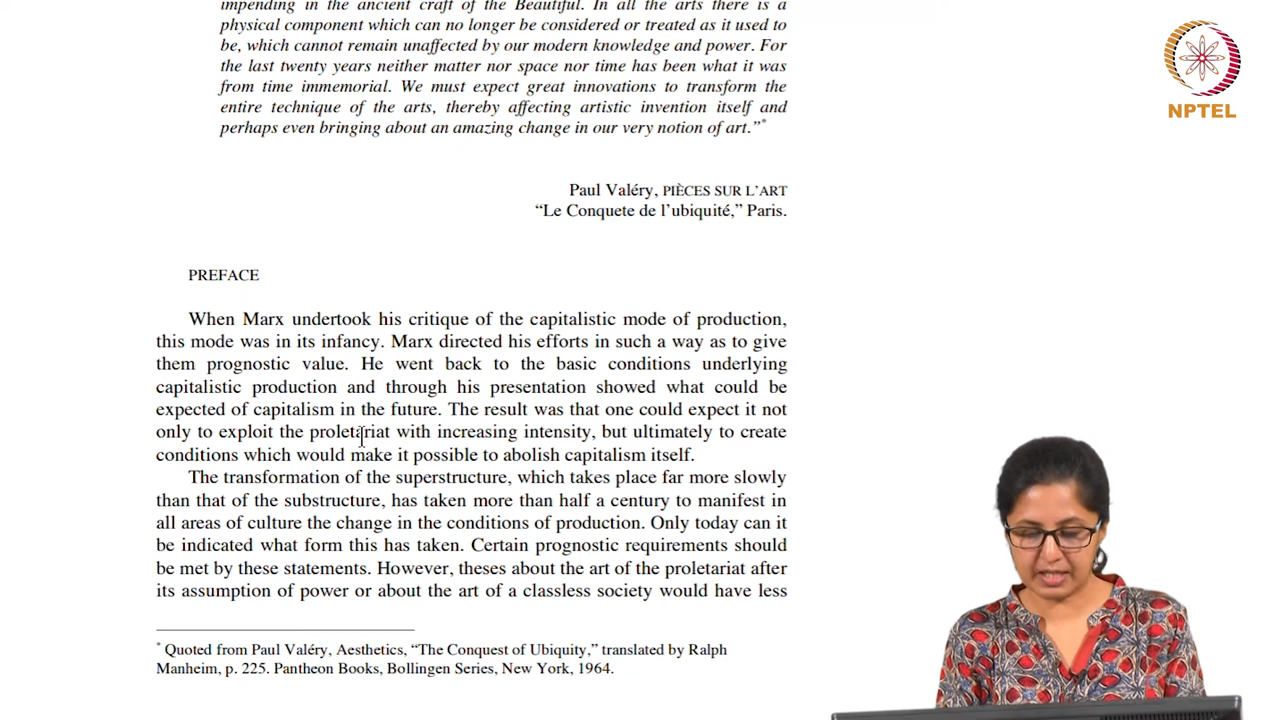 impending in the ancient craft of the Beautiful. In all the arts there is a
physical component which can no longer be considered or treated as it used to
be, which cannot remain unaffected by our modern knowledge and power. For
the last twenty years neither matter nor space nor time has been what it was
from time immemorial. We must expect great innovations to transform the
entire technique of the arts, thereby affecting artistic invention itself and
perhaps even bringing about an amazing change in our very notion of art.”*
Paul Valéry, PIÈCES SUR L’ART
“Le Conquete de l’ubiquité,” Paris.
PREFACE
When Marx undertook his critique of the capitalistic mode of production,
this mode was in its infancy. Marx directed his efforts in such a way as to give
them prognostic value. He went back to the basic conditions underlying
capitalistic production and through his presentation showed what could be
expected of capitalism in the future. The result was that one could expect it not
only to exploit the proletariat with increasing intensity, but ultimately to create
conditions which would make it possible to abolish capitalism itself.
The transformation of the superstructure, which takes place far more slowly
than that of the substructure, has taken more than half a century to manifest in
all areas of culture the change in the conditions of production. Only today can it
be indicated what form this has taken. Certain prognostic requirements should
be met by these statements. However, theses about the art of the proletariat after
its assumption of power or about the art of a classless society would have less
* Quoted from Paul Valéry, Aesthetics, “The Conquest of Ubiquity,” translated by Ralph
Manheim, p. 225. Pantheon Books, Bollingen Series, New York, 1964.
NPTEL